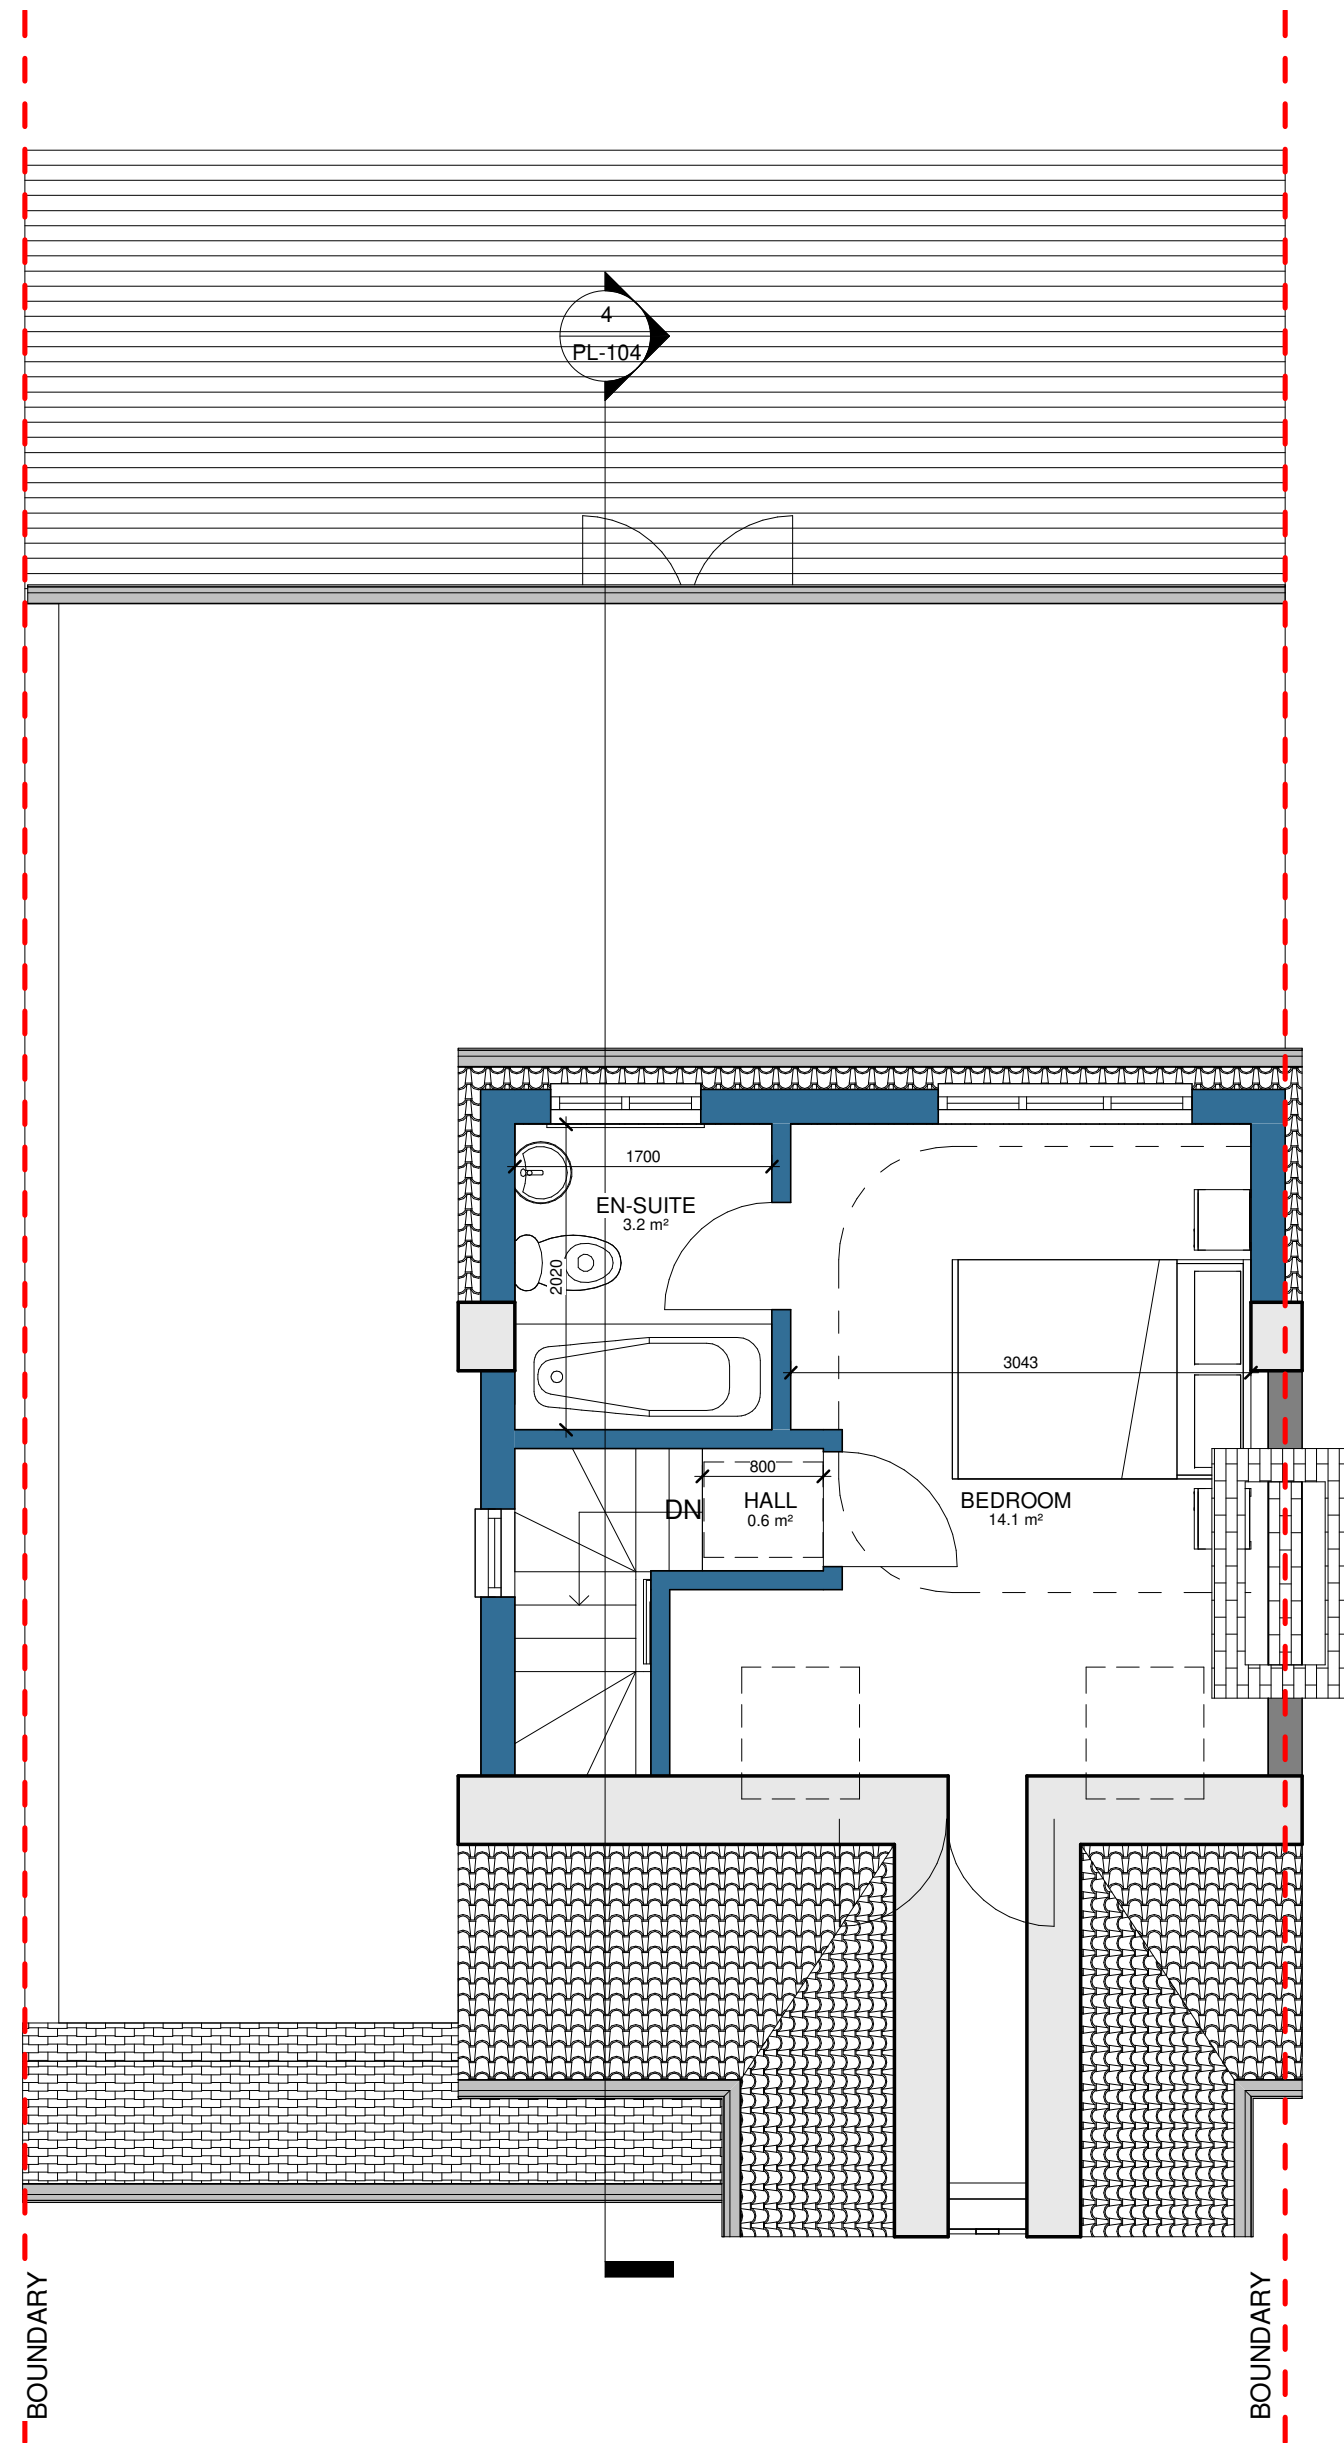 4
PL-104
1700
EN-SUITE
3.2 m²
2020
3043
800
DN
HALL
0.6 m²
BEDROOM
14.1 m²
BOUNDARY
BOUNDARY